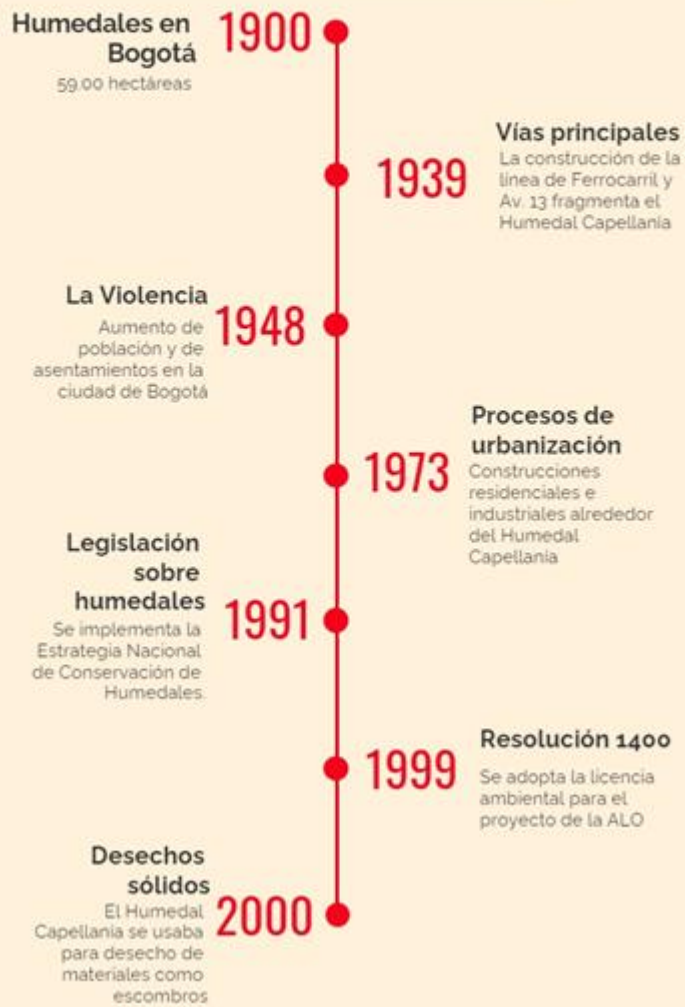 Humedales en
Bogotá
1900
59.00 hectáreas
Vías principales
1939
La construcción de la
línea de Ferrocarril y
Av. 13 fragmenta el
Humedal Capellanía
La Violencia
1948
Aumento de
población y de
asentamientos en la
ciudad de Bogotá
Procesos de
urbanización
1973
Construcciones
residenciales e
industriales alrededor
del Humedal
Capellanía
Legislación
sobre
humedales
1991
Se implementa la
Estrategia Nacional
de Conservación de
Humedales.
Resolución 1400
1999
Se adopta la licencia
ambiental para el
proyecto de la ALO
Desechos
sólidos
2000
El Humedal
Capellanía se usaba
para desecho de
materiales como
escombros